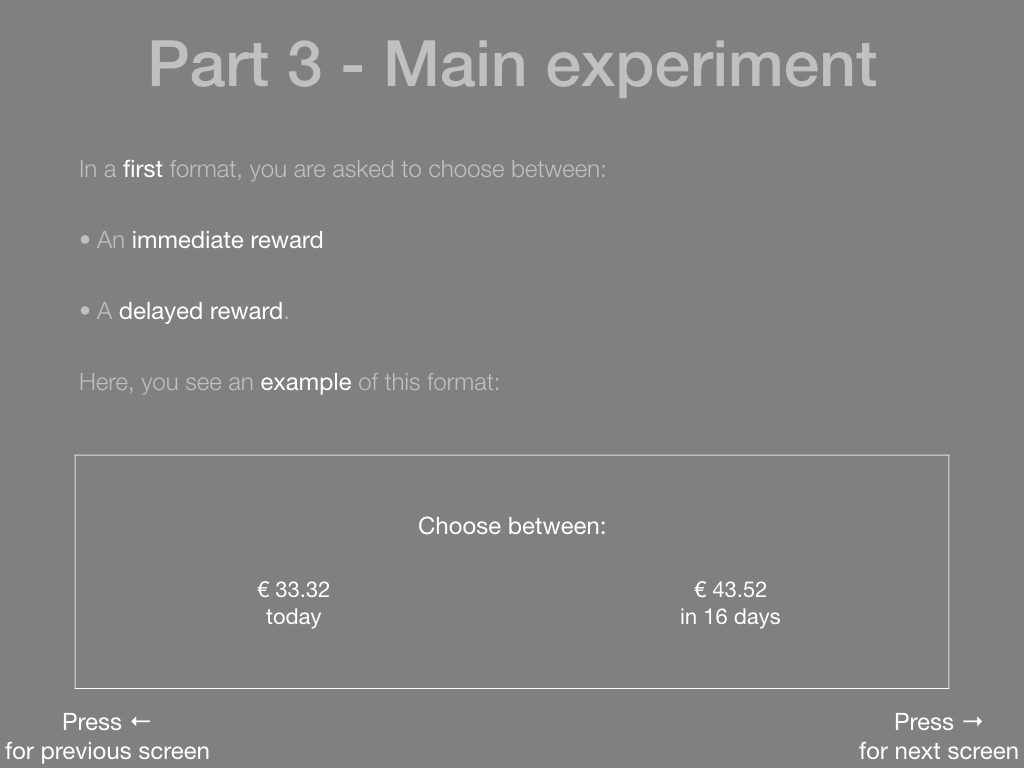 Part 3 - Main experiment
In a first format, you are asked to choose between:
• An immediate reward
• A delayed reward.
Here, you see an example of this format:
Choose between:
€ 33.32
today
€ 43.52
in 16 days
Press ←
for previous screen
Press →
for next screen